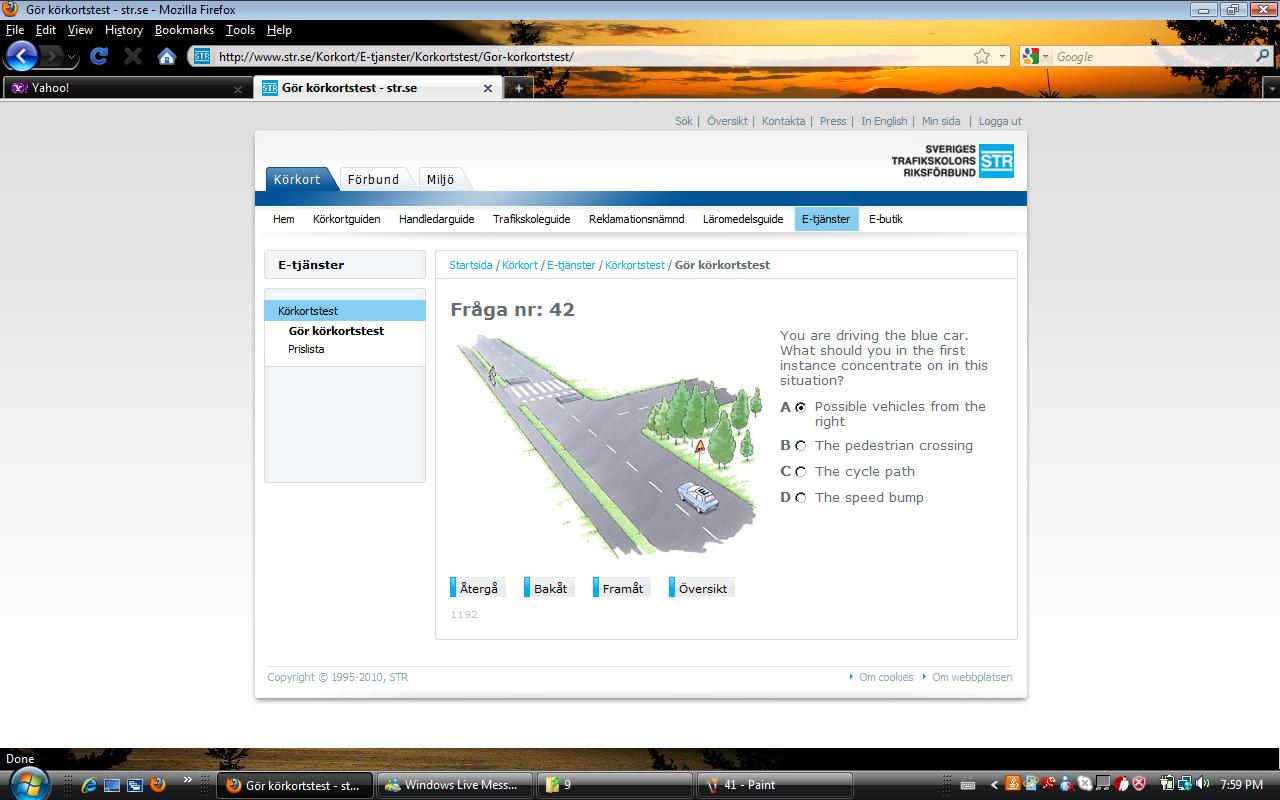 Gör körkortstest - str.se - Mozilla Firefox
File Edit View History Bookmarks Tools Help
STR http://www.str.se/Korkort/E-tjanster/Korkortstest/Gor-korkortstest/ Google
Yahoo! STR Gör körkortstest - str.se
Sök | Översikt | Kontakta | Press | In English | Min sida | Logga ut
SVERIGES
TRAFIKSKOLORS STR
RIKSFÖRBUND
Körkort Förbund Miljö
Hem Körkortguiden Handledarguide Trafikskoleguide Reklamationsnämnd Läromedelsguide E-tjänster E-butik
E-tjänster
Startsida / Körkort / E-tjänster / Körkortstest / Gör körkortstest
Körkortstest
Gör körkortstest
Prislista
Fråga nr: 42
You are driving the blue car.
What should you in the first
instance concentrate on in this
situation?
A Possible vehicles from the
right
B The pedestrian crossing
C The cycle path
D The speed bump
Återgå Bakåt Framåt Översikt
1192
Copyright © 1995-2010, STR Om cookies Om webbplatsen
Done
Gör körkortstest - st... Windows Live Mess... 9 41 - Paint 7:59 PM